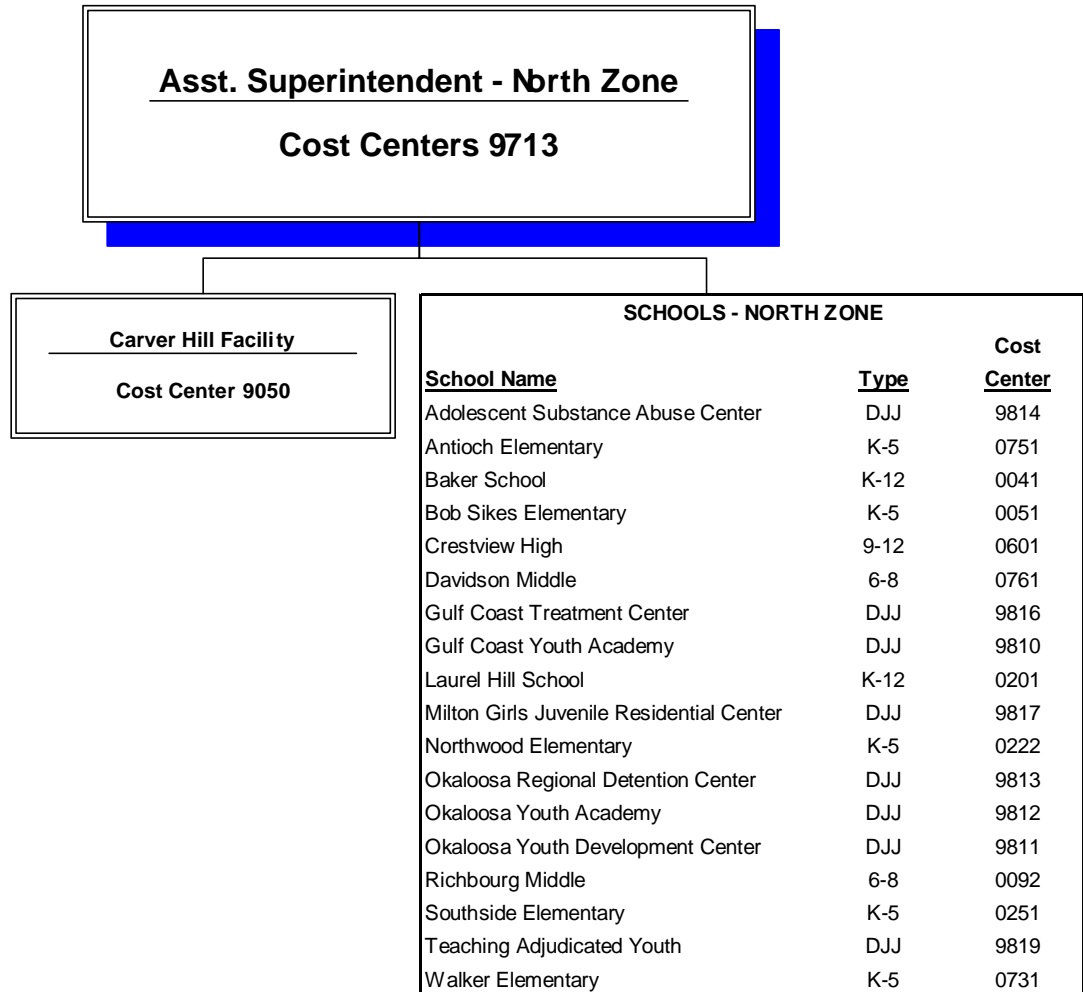 Asst. Superintendent - North Zone
Cost Centers 9713
Carver Hill Facility
Cost Center 9050
SCHOOLS - NORTH ZONE
Cost
School Name Type Center
Adolescent Substance Abuse Center DJJ 9814
Antioch Elementary K-5 0751
Baker School K-12 0041
Bob Sikes Elementary K-5 0051
Crestview High 9-12 0601
Davidson Middle 6-8 0761
Gulf Coast Treatment Center DJJ 9816
Gulf Coast Youth Academy DJJ 9810
Laurel Hill School K-12 0201
Milton Girls Juvenile Residential Center DJJ 9817
Northwood Elementary K-5 0222
Okaloosa Regional Detention Center DJJ 9813
Okaloosa Youth Academy DJJ 9812
Okaloosa Youth Development Center DJJ 9811
Richbourg Middle 6-8 0092
Southside Elementary K-5 0251
Teaching Adjudicated Youth DJJ 9819
Walker Elementary K-5 0731